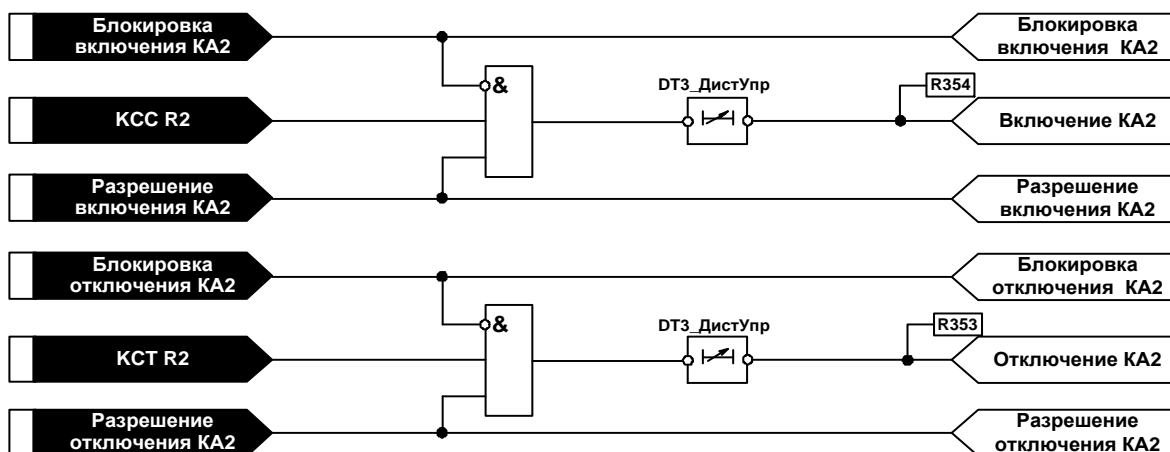 Блокировка
включения КА2
Блокировка
включения КА2
&
DT3_ДистУпр
R354
КСС R2
Включение КА2
Разрешение
включения КА2
Разрешение
включения КА2
Блокировка
отключения КА2
Блокировка
отключения КА2
&
DT3_ДистУпр
R353
КСТ R2
Отключение КА2
Разрешение
отключения КА2
Разрешение
отключения КА2